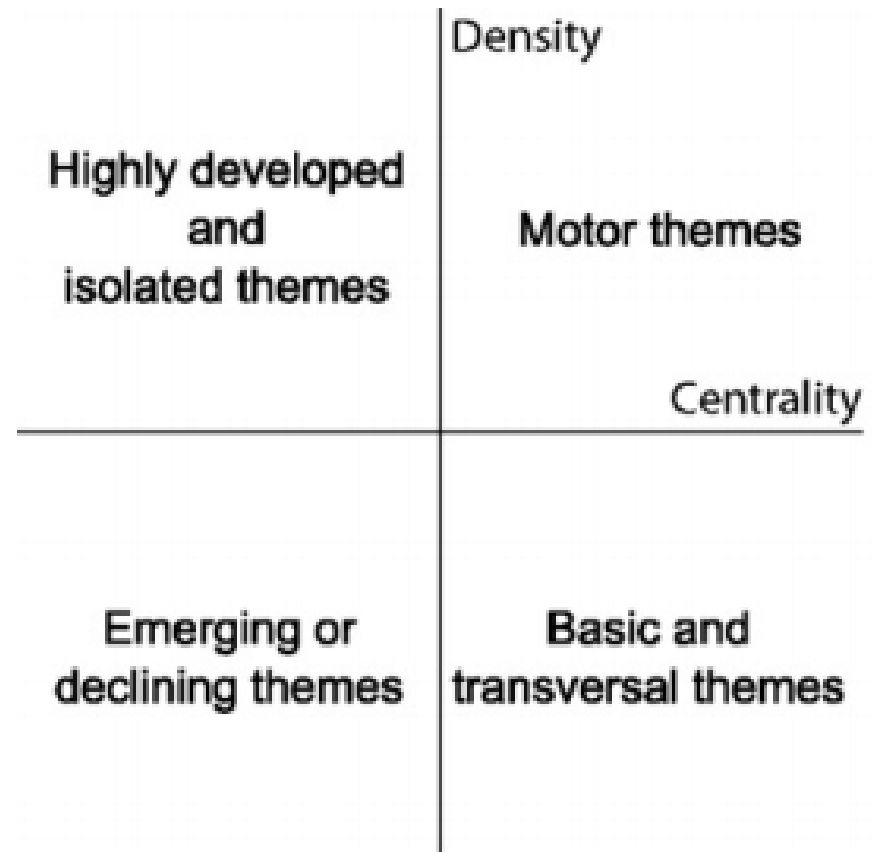 Density
Highly developed
and
isolated themes
Motor themes
Centrality
Emerging or
declining themes
Basic and
transversal themes